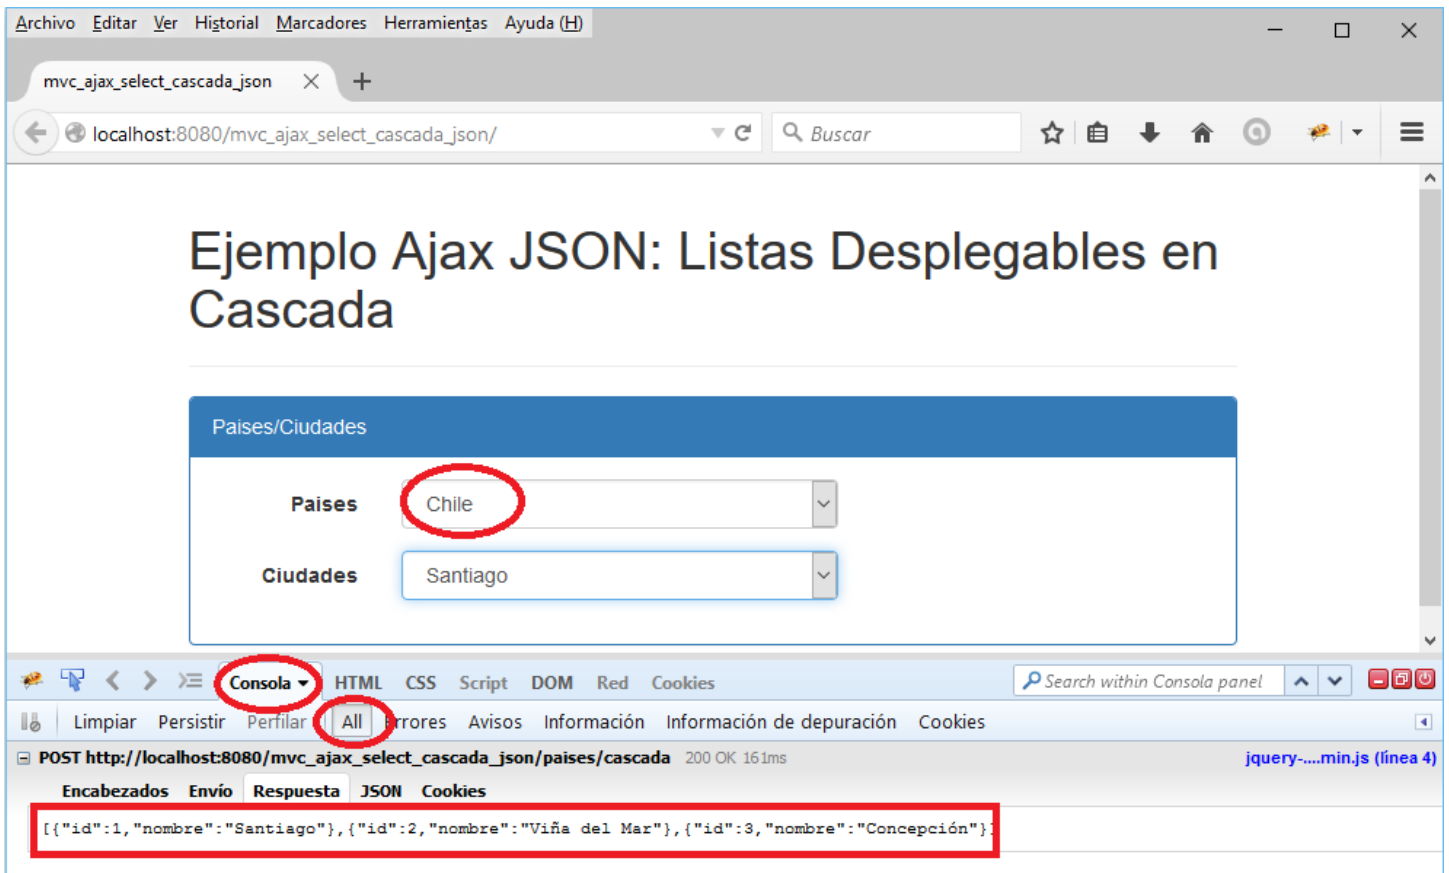 Archivo Editar Ver Historial Marcadores Herramientas Ayuda (H)
mvc_ajax_select_cascada_json
localhost:8080/mvc_ajax_select_cascada_json/
Buscar
Ejemplo Ajax JSON: Listas Desplegables en
Cascada
Paises/Ciudades
Paises Chile
Ciudades Santiago
Consola HTML CSS Script DOM Red Cookies Search within Consola panel
Limpiar Persistir Perfilar All Errores Avisos Información Información de depuración Cookies
POST http://localhost:8080/mvc_ajax_select_cascada_json/paises/cascada 200 OK 161ms jquery-....min.js (línea 4)
Encabezados Envío Respuesta JSON Cookies
[{"id":1,"nombre":"Santiago"},{"id":2,"nombre":"Viña del Mar"},{"id":3,"nombre":"Concepción"}]